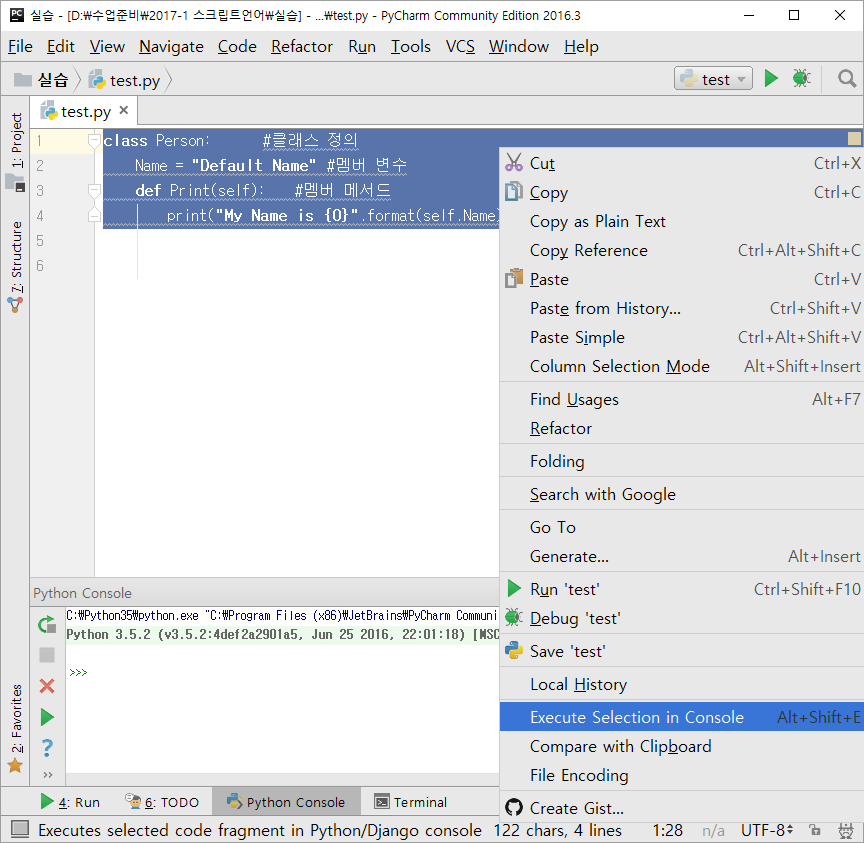 실습 - [D:₩수업준비₩2017-1 스크립트언어₩실습] - ...₩test.py - PyCharm Community Edition 2016.3
File Edit View Navigate Code Refactor Run Tools VCS Window Help
실습 test.py test
test.py
1 class Person: #클래스 정의
2 Name = "Default Name" #멤버 변수
3 def Print(self): #멤버 메서드
4 print("My Name is {0}".format(self.Name)
5
6
1: Project
7: Structure
2: Favorites
Cut Ctrl+X
Copy Ctrl+C
Copy as Plain Text
Copy Reference Ctrl+Alt+Shift+C
Paste Ctrl+V
Paste from History... Ctrl+Shift+V
Paste Simple Ctrl+Alt+Shift+V
Column Selection Mode Alt+Shift+Insert
Find Usages Alt+F7
Refactor
Folding
Search with Google
Go To
Generate... Alt+Insert
Run 'test' Ctrl+Shift+F10
Debug 'test'
Save 'test'
Local History
Execute Selection in Console Alt+Shift+E
Compare with Clipboard
File Encoding
Create Gist...
Python Console
C:₩Python35₩python.exe "C:₩Program Files (x86)₩JetBrains₩PyCharm Communi
Python 3.5.2 (v3.5.2:4def2a2901a5, Jun 25 2016, 22:01:18) [MSC
>>>
4: Run 6: TODO Python Console Terminal
Executes selected code fragment in Python/Django console 122 chars, 4 lines 1:28 n/a UTF-8